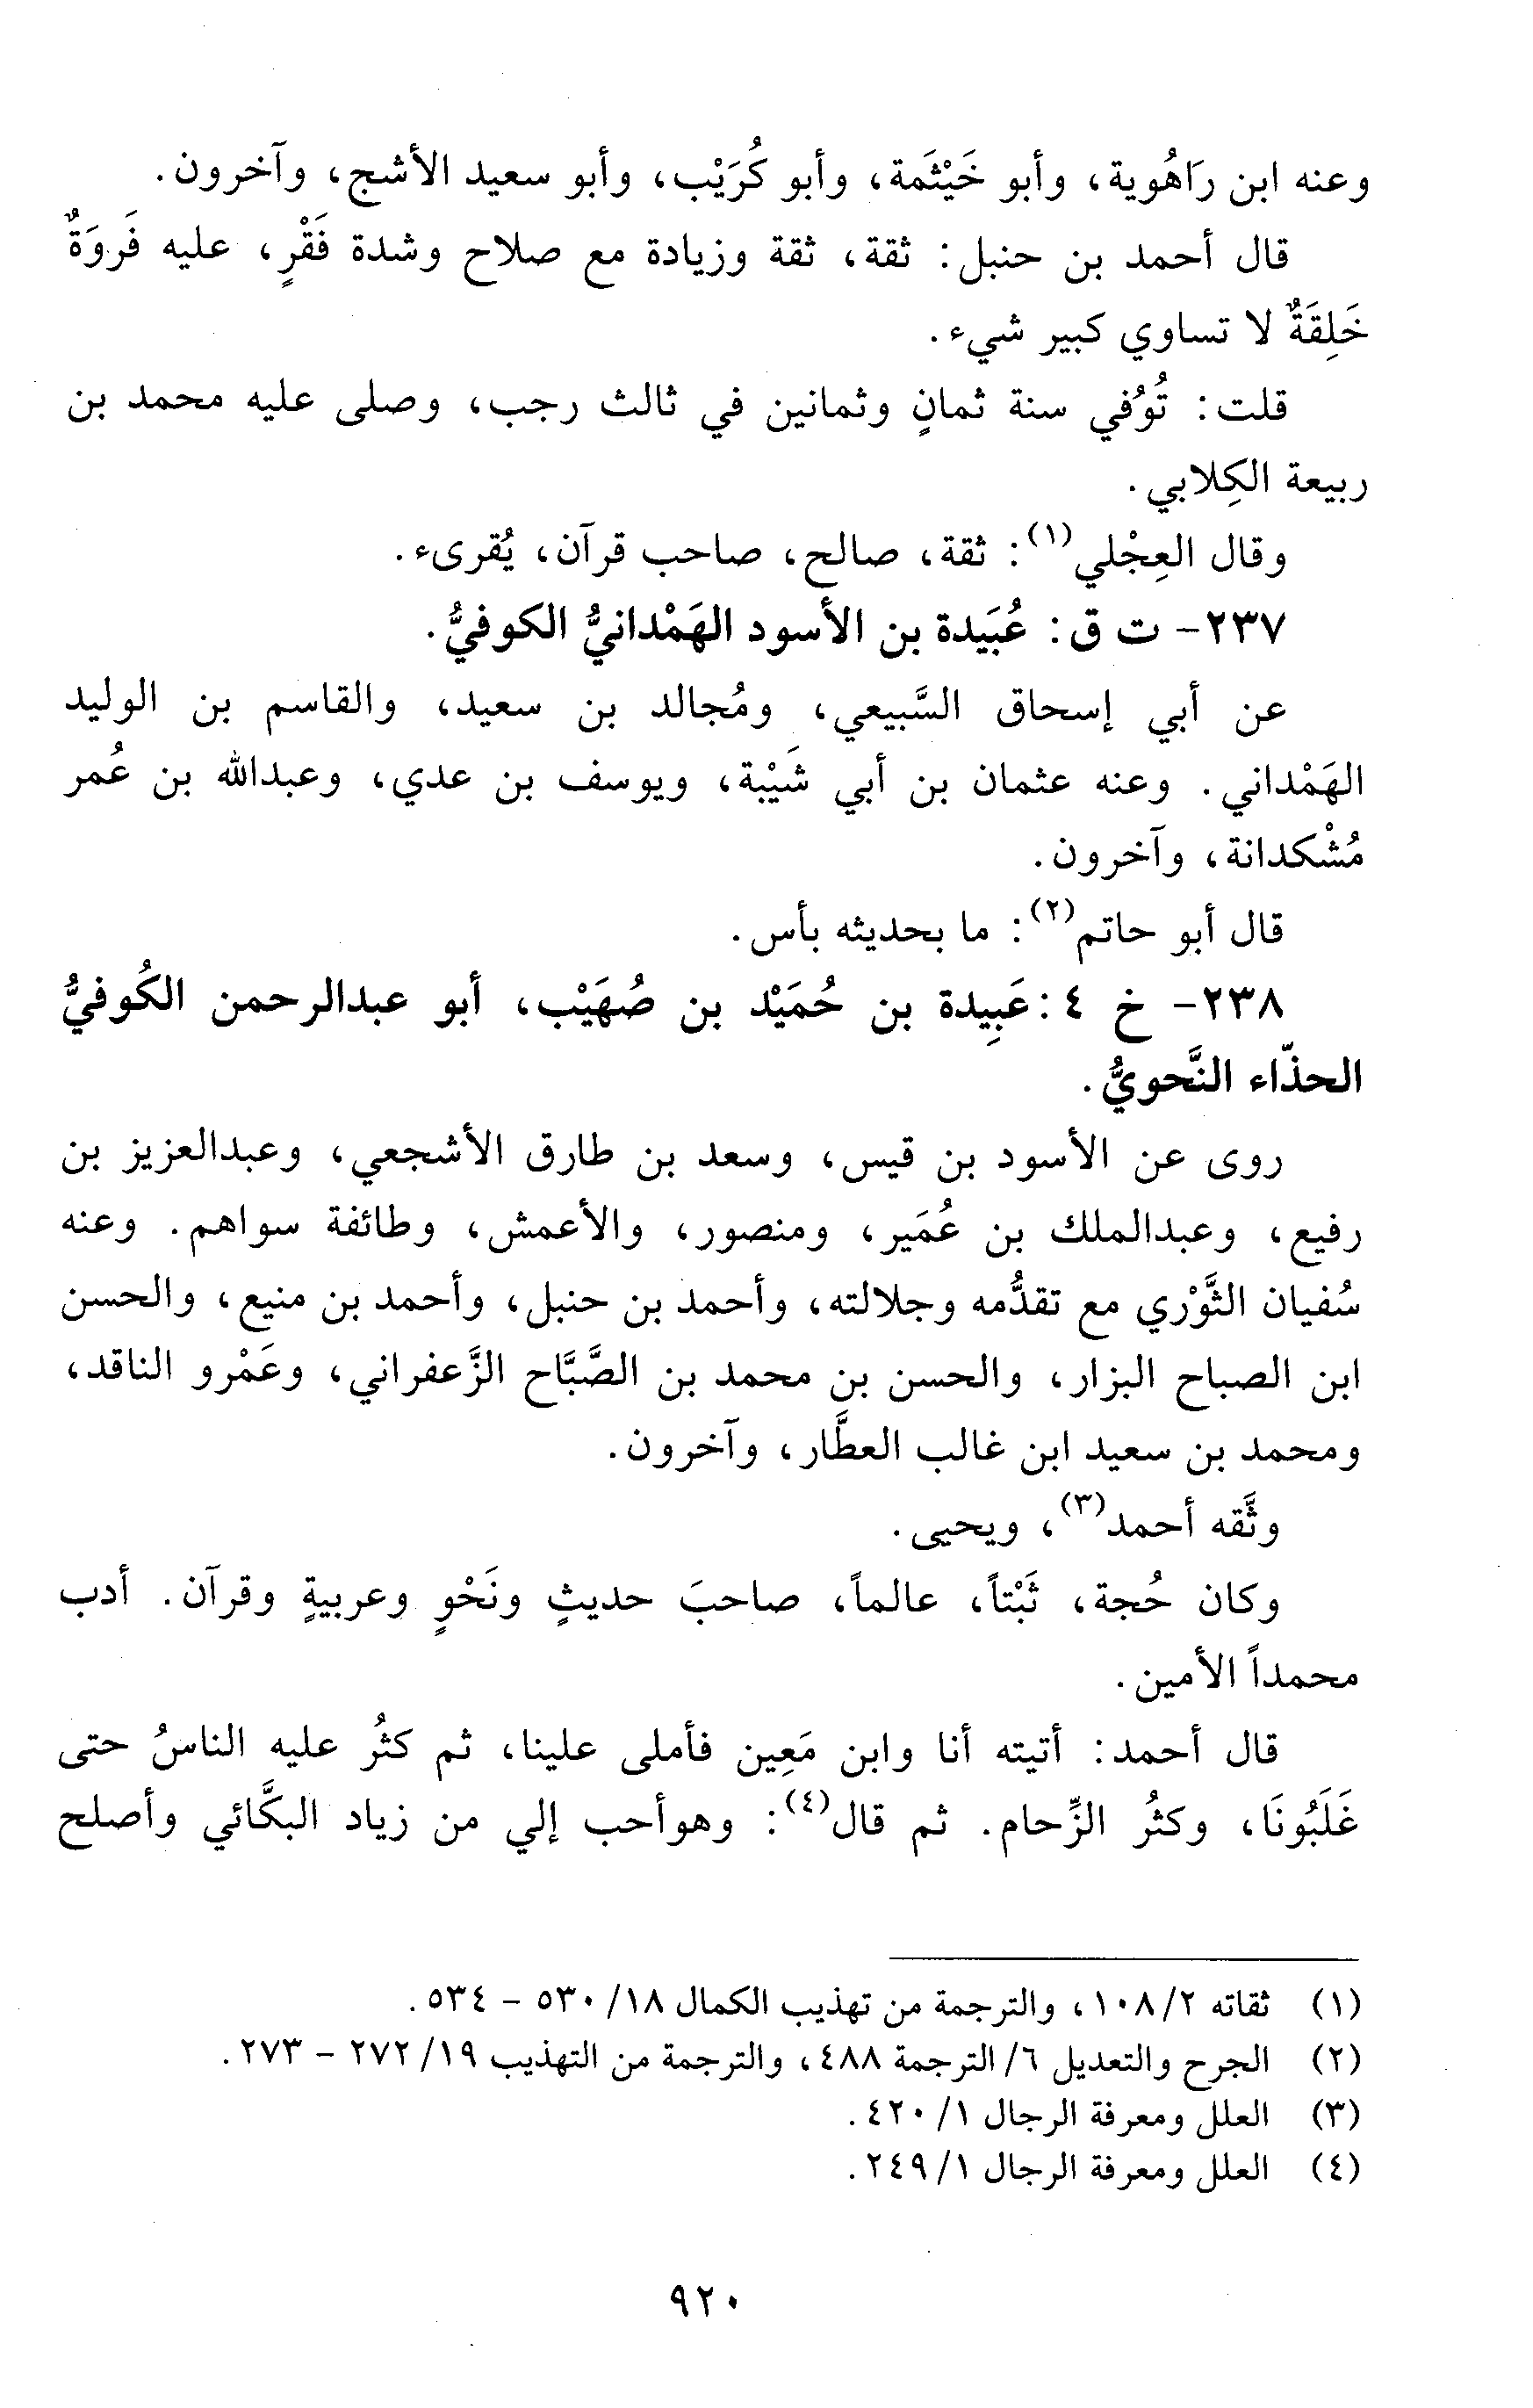 وعنه ابن رَاهُوية، وأبو خَيْثَمة، وأبو كُرَيْب، وأبو سعيد الأشج، وآخرون.
قال أحمد بن حنبل: ثقة، ثقة وزيادة مع صلاح وشدة فَقْرٍ، عليه فَروَةٌ
خَلِقَةٌ لا تساوي كبير شيء.
قلت: تُوُفي سنة ثمانٍ وثمانين في ثالث رجب، وصلى عليه محمد بن
ربيعة الكِلابي.
وقال العِجْلي(١): ثقة، صالح، صاحب قرآن، يُقرىء.
٢٣٧- ت ق: عُبَيدة بن الأسود الهَمْدانيُّ الكوفيُّ.
عن أبي إسحاق السَّبيعي، ومُجالد بن سعيد، والقاسم بن الوليد
الهَمْداني. وعنه عثمان بن أبي شَيْبة، ويوسف بن عدي، وعبدالله بن عُمر
مُشْكدانة، وآخرون.
قال أبو حاتم(٢): ما بحديثه بأس.
٢٣٨- خ ٤: عَبِيدة بن حُمَيْد بن صُهَيْب، أبو عبدالرحمن الكُوفيُّ
الحذّاء النَّحويُّ.
روى عن الأسود بن قيس، وسعد بن طارق الأشجعي، وعبدالعزيز بن
رفيع، وعبدالملك بن عُمَير، ومنصور، والأعمش، وطائفة سواهم. وعنه
سُفيان الثَّوْري مع تقدُّمه وجلالته، وأحمد بن حنبل، وأحمد بن منيع، والحسن
ابن الصباح البزار، والحسن بن محمد بن الصَّبَّاح الزَّعفراني، وعَمْرو الناقد،
ومحمد بن سعيد ابن غالب العطَّار، وآخرون.
وثَّقه أحمد(٣)، ويحيى.
وكان حُجة، ثَبْتاً، عالماً، صاحبَ حديثٍ ونَحْوٍ وعربيةٍ وقرآن. أدب
محمداً الأمين.
قال أحمد: أتيته أنا وابن مَعِين فأملى علينا، ثم كثُر عليه الناسُ حتى
غَلَبُونَا، وكثُر الزِّحام. ثم قال(٤): وهوأحب إلي من زياد البكَّائي وأصلح
(١) ثقاته ٢/ ١٠٨، والترجمة من تهذيب الكمال ١٨/ ٥٣٠ - ٥٣٤.
(٢) الجرح والتعديل ٦/ الترجمة ٤٨٨، والترجمة من التهذيب ١٩/ ٢٧٢ - ٢٧٣.
(٣) العلل ومعرفة الرجال ١/ ٤٢٠.
(٤) العلل ومعرفة الرجال ١/ ٢٤٩.
٩٢٠